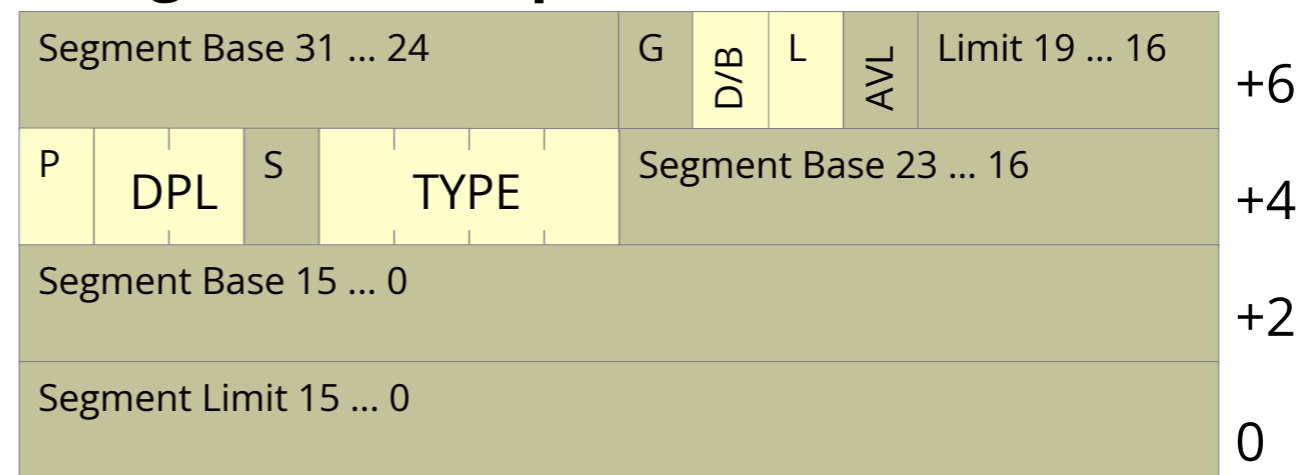 Segment Base 31 ... 24 G D/B L AVL Limit 19 ... 16 +6
P DPL S TYPE Segment Base 23 ... 16 +4
Segment Base 15 ... 0 +2
Segment Limit 15 ... 0 0